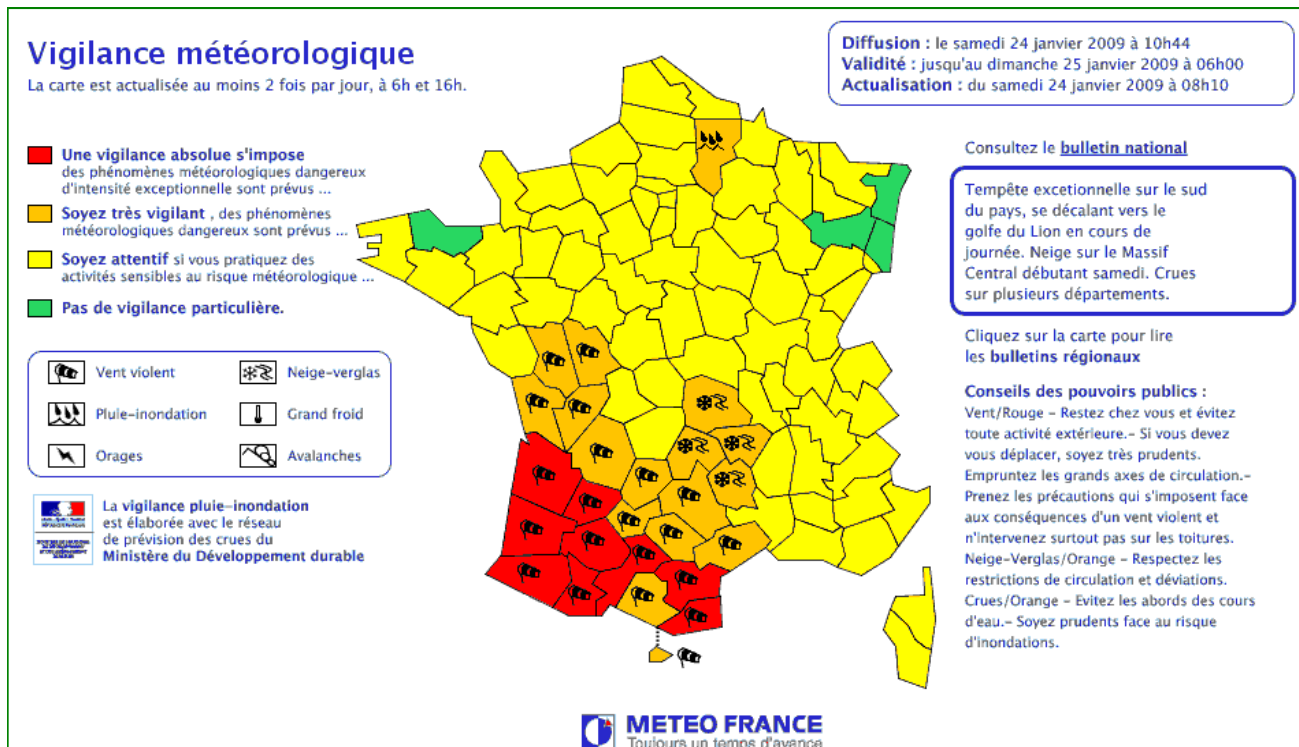 Vigilance météorologique
La carte est actualisée au moins 2 fois par jour, à 6h et 16h.
Diffusion : le samedi 24 janvier 2009 à 10h44
Validité : jusqu'au dimanche 25 janvier 2009 à 06h00
Actualisation : du samedi 24 janvier 2009 à 08h10
Une vigilance absolue s'impose
des phénomènes météorologiques dangereux
d'intensité exceptionnelle sont prévus ...
Soyez très vigilant , des phénomènes
météorologiques dangereux sont prévus ...
Soyez attentif si vous pratiquez des
activités sensibles au risque météorologique ...
Pas de vigilance particulière.
Vent violent
Neige-verglas
Pluie-inondation
Grand froid
Orages
Avalanches
La vigilance pluie-inondation
est élaborée avec le réseau
de prévision des crues du
Ministère du Développement durable
Consultez le bulletin national
Tempête excetionnelle sur le sud
du pays, se décalant vers le
golfe du Lion en cours de
journée. Neige sur le Massif
Central débutant samedi. Crues
sur plusieurs départements.
Cliquez sur la carte pour lire
les bulletins régionaux
Conseils des pouvoirs publics :
Vent/Rouge - Restez chez vous et évitez
toute activité extérieure.- Si vous devez
vous déplacer, soyez très prudents.
Empruntez les grands axes de circulation.-
Prenez les précautions qui s'imposent face
aux conséquences d'un vent violent et
n'intervenez surtout pas sur les toitures.
Neige-Verglas/Orange - Respectez les
restrictions de circulation et déviations.
Crues/Orange - Evitez les abords des cours
d'eau.- Soyez prudents face au risque
d'inondations.
METEO FRANCE
Toujours un temps d'avance